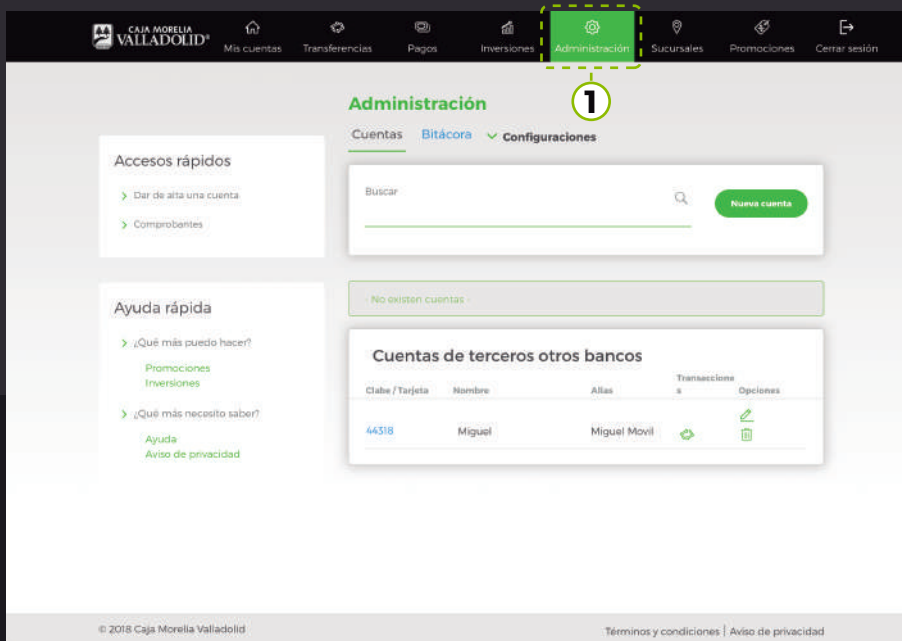 CAJA MORELIA
VALLADOLID®
Mis cuentas
Transferencias
Pagos
Inversiones
Administración
Sucursales
Promociones
Cerrar sesión
1
Administración
Cuentas Bitácora Configuraciones
Accesos rápidos
Dar de alta una cuenta
Comprobantes
Buscar
Nueva cuenta
Ayuda rápida
¿Qué más puedo hacer?
Promociones
Inversiones
¿Qué más necesito saber?
Ayuda
Aviso de privacidad
- No existen cuentas -
Cuentas de terceros otros bancos
Clabe / Tarjeta Nombre Alias Transaccione
s Opciones
44318 Miguel Miguel Movil
© 2018 Caja Morelia Valladolid
Términos y condiciones | Aviso de privacidad